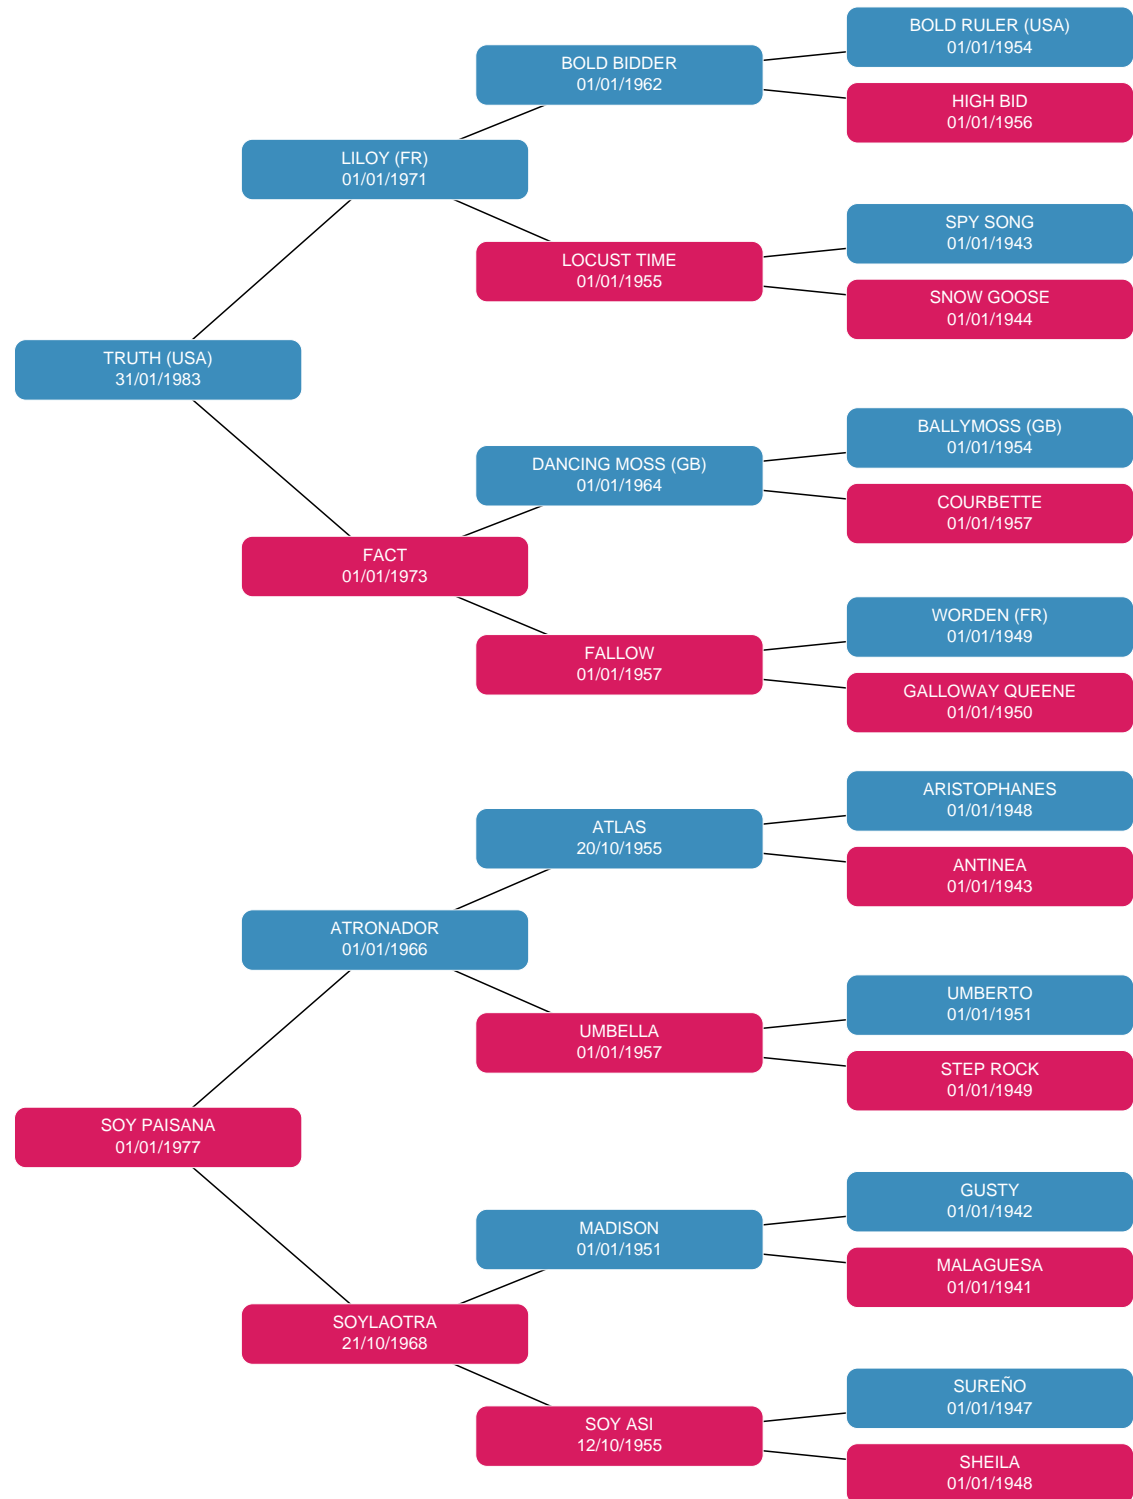 BOLD RULER (USA)
01/01/1954
BOLD BIDDER
01/01/1962
HIGH BID
01/01/1956
LILOY (FR)
01/01/1971
SPY SONG
01/01/1943
LOCUST TIME
01/01/1955
SNOW GOOSE
01/01/1944
TRUTH (USA)
31/01/1983
BALLYMOSS (GB)
01/01/1954
DANCING MOSS (GB)
01/01/1964
COURBETTE
01/01/1957
FACT
01/01/1973
WORDEN (FR)
01/01/1949
FALLOW
01/01/1957
GALLOWAY QUEENE
01/01/1950
ARISTOPHANES
01/01/1948
ATLAS
20/10/1955
ANTINEA
01/01/1943
ATRONADOR
01/01/1966
UMBERTO
01/01/1951
UMBELLA
01/01/1957
STEP ROCK
01/01/1949
SOY PAISANA
01/01/1977
GUSTY
01/01/1942
MADISON
01/01/1951
MALAGUESA
01/01/1941
SOYLAOTRA
21/10/1968
SUREÑO
01/01/1947
SOY ASI
12/10/1955
SHEILA
01/01/1948